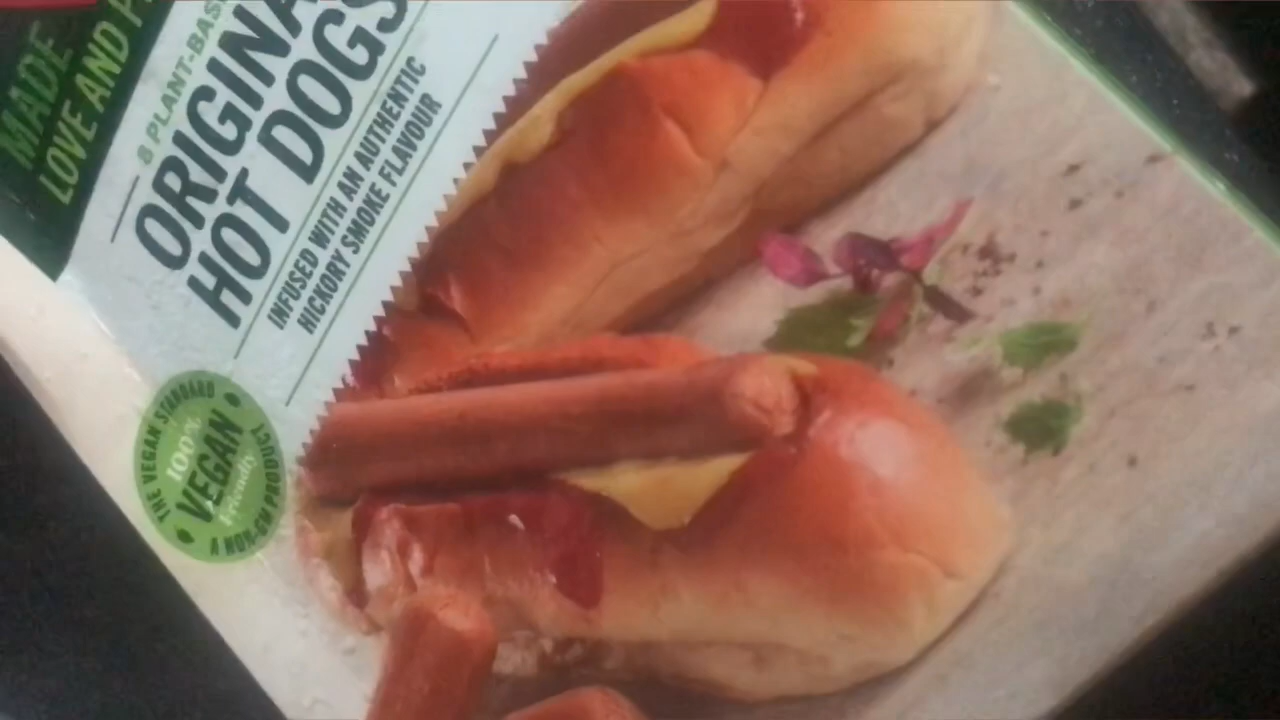 MADE
LOVE AND
8 PLANT-BAS
ORIGINA
HOT DOGS
INFUSED WITH AN AUTHENTIC
HICKORY SMOKE FLAVOUR
THE VEGAN STANDARD
100%
VEGAN
Friendly
A NON-GM PRODUCT